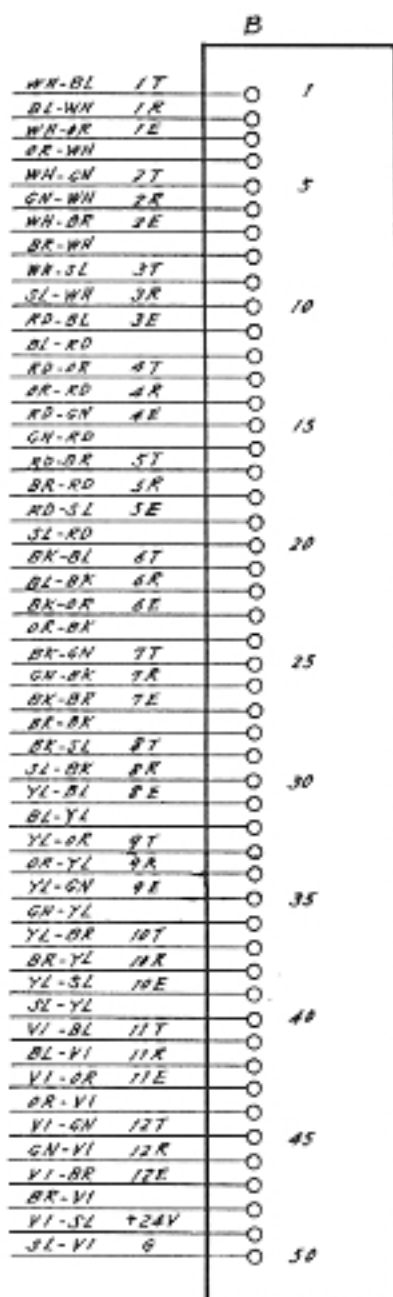 B
WH-BL 1T 1
BL-WH 1R
WH-OR 1E
OR-WH
WH-GN 2T 5
GN-WH 2R
WH-BR 2E
BR-WH
WH-SL 3T
SL-WH 3R 10
RD-BL 3E
BL-RD
RD-OR 4T
OR-RD 4R
RD-GN 4E 15
GN-RD
RD-BR 5T
BR-RD 5R
RD-SL 5E
SL-RD 20
BK-BL 6T
BL-BK 6R
BK-OR 6E
OR-BK
BK-GN 7T 25
GN-BK 7R
BK-BR 7E
BR-BK
BK-SL 8T
SL-BK 8R 30
YL-BL 8E
BL-YL
YL-OR 9T
OR-YL 9R
YL-GN 9E 35
GN-YL
YL-BR 10T
BR-YL 10R
YL-SL 10E
SL-YL 40
VI-BL 11T
BL-VI 11R
VI-OR 11E
OR-VI
VI-GN 12T 45
GN-VI 12R
VI-BR 12E
BR-VI
VI-SL +24V
SL-VI G 50